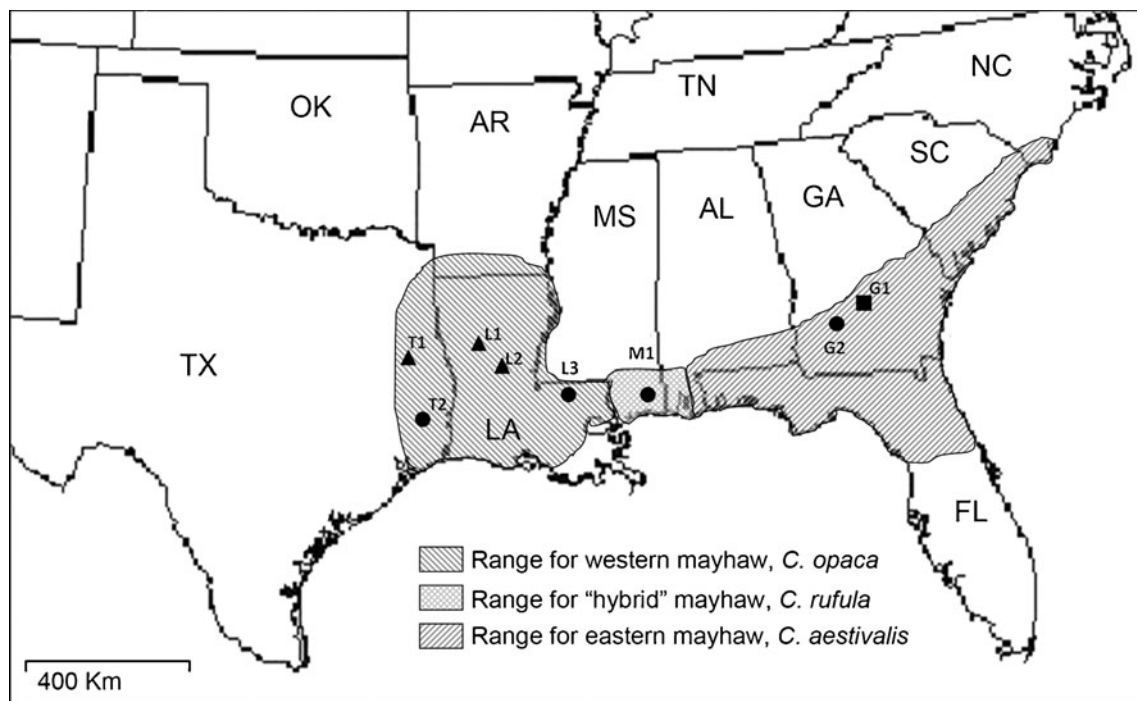 NC
TN
OK
AR
SC
MS
AL
GA
G1
T1
L1
G2
L2
L3
M1
TX
T2
LA
FL
Range for western mayhaw, C. opaca
Range for “hybrid” mayhaw, C. rufula
Range for eastern mayhaw, C. aestivalis
400 Km